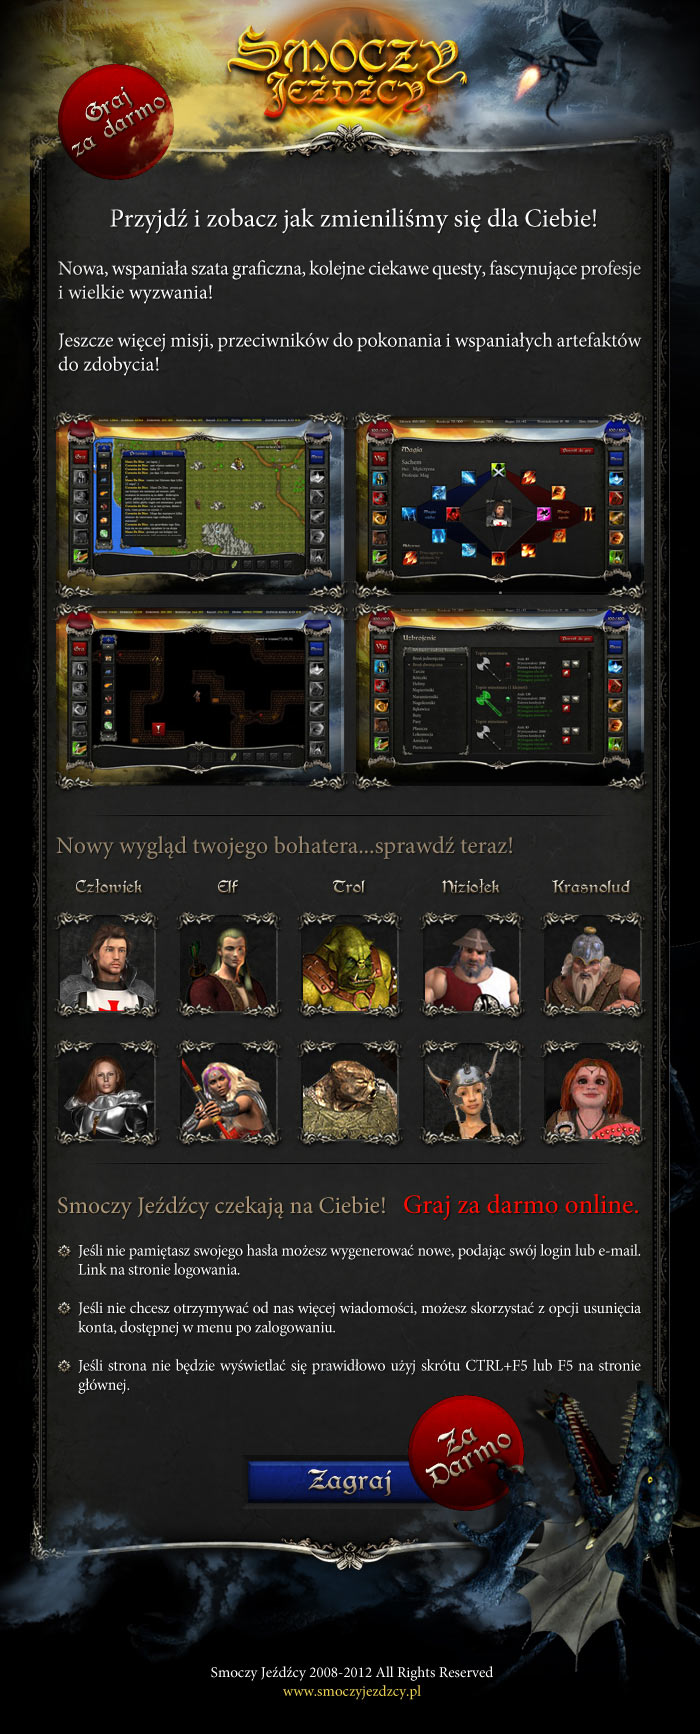 Smoczy
Jeźdźcy
Graj
za darmo
Przyjdź i zobacz jak zmieniliśmy się dla Ciebie!
Nowa, wspaniała szata graficzna, kolejne ciekawe questy, fascynujące profesje
i wielkie wyzwania!
Jeszcze więcej misji, przeciwników do pokonania i wspaniałych artefaktów
do zdobycia!
Magia
Sachem
Uzbrojenie
Nowy wygląd twojego bohatera...sprawdź teraz!
Człowiek Elf Trol Niziołek Krasnolud
Smoczy Jeźdźcy czekają na Ciebie! Graj za darmo online.
Jeśli nie pamiętasz swojego hasła możesz wygenerować nowe, podając swój login lub e-mail.
Link na stronie logowania.
Jeśli nie chcesz otrzymywać od nas więcej wiadomości, możesz skorzystać z opcji usunięcia
konta, dostępnej w menu po zalogowaniu.
Jeśli strona nie będzie wyświetlać się prawidłowo użyj skrótu CTRL+F5 lub F5 na stronie
głównej.
Za
Darmo
Zagraj
Smoczy Jeźdźcy 2008-2012 All Rights Reserved
www.smoczyjezdzcy.pl